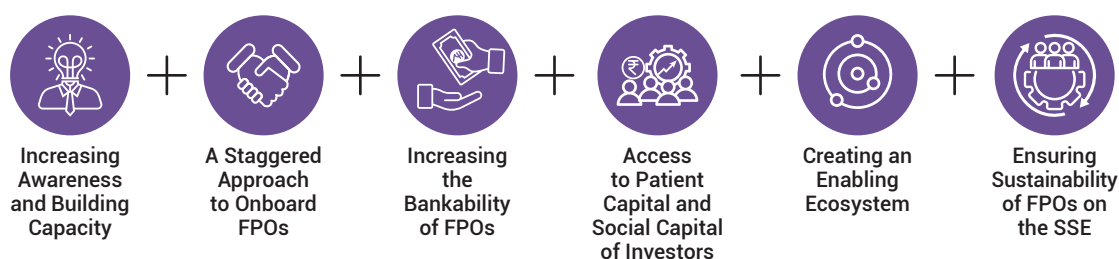 Increasing
Awareness
and Building
Capacity
A Staggered
Approach
to Onboard
FPOs
Increasing
the
Bankability
of FPOs
Access
to Patient
Capital and
Social Capital
of Investors
Creating an
Enabling
Ecosystem
Ensuring
Sustainability
of FPOs on
the SSE